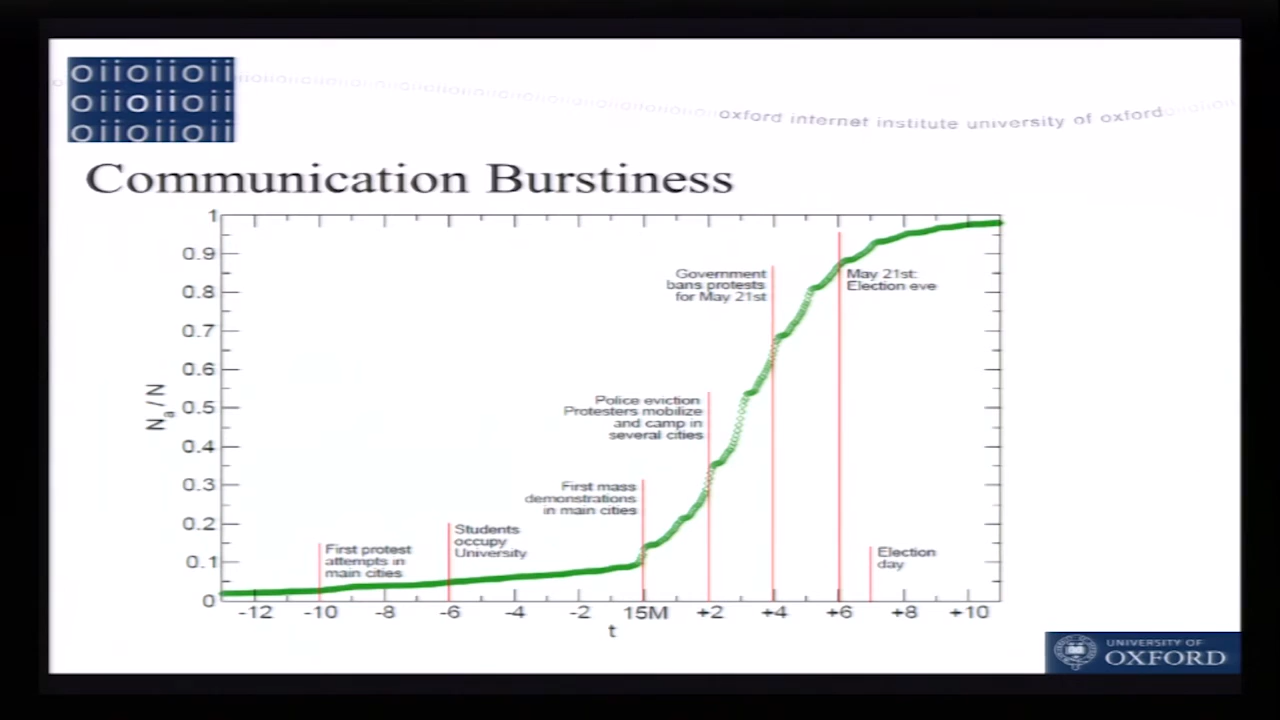 oiioiioii
oiioiioii
oiioiioii
oxford internet institute university of oxford
Communication Burstiness
1
0.9
0.8
0.7
0.6
0.5
0.4
0.3
0.2
0.1
0
Na / N
Government
bans protests
for May 21st
May 21st:
Election eve
Police eviction
Protesters mobilize
and camp in
several cities
First mass
demonstrations
in main cities
Students
occupy
University
First protest
attempts in
main cities
Election
day
-12 -10 -8 -6 -4 -2 15M +2 +4 +6 +8 +10
t
UNIVERSITY OF
OXFORD